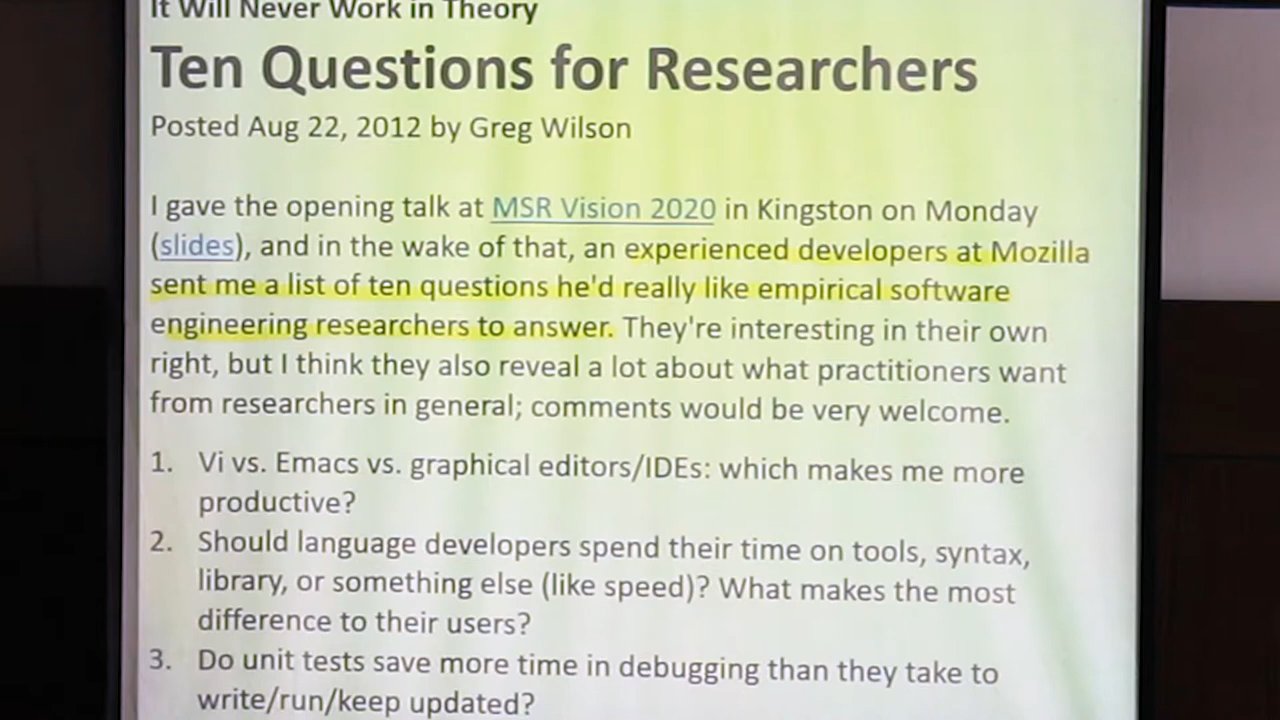 It Will Never Work in Theory
Ten Questions for Researchers
Posted Aug 22, 2012 by Greg Wilson
I gave the opening talk at MSR Vision 2020 in Kingston on Monday
(slides), and in the wake of that, an experienced developers at Mozilla
sent me a list of ten questions he'd really like empirical software
engineering researchers to answer. They're interesting in their own
right, but I think they also reveal a lot about what practitioners want
from researchers in general; comments would be very welcome.
1. Vi vs. Emacs vs. graphical editors/IDEs: which makes me more
productive?
2. Should language developers spend their time on tools, syntax,
library, or something else (like speed)? What makes the most
difference to their users?
3. Do unit tests save more time in debugging than they take to
write/run/keep updated?